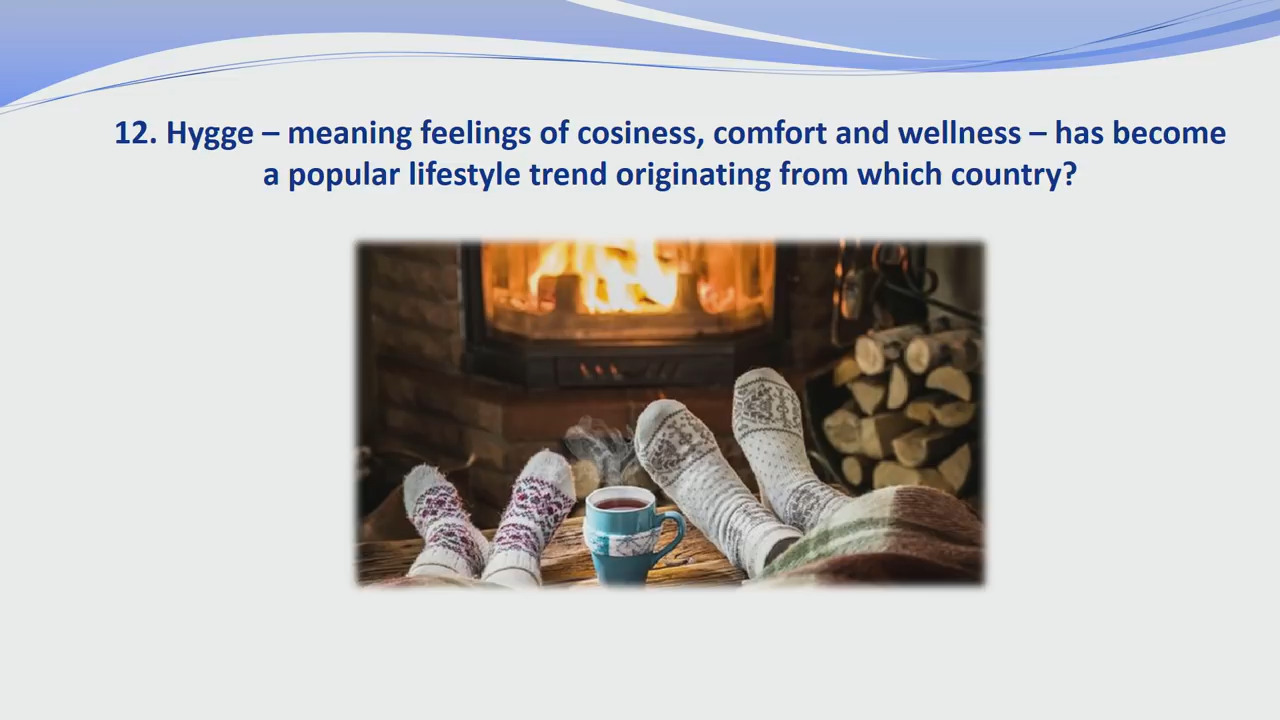 12. Hygge – meaning feelings of cosiness, comfort and wellness – has become
a popular lifestyle trend originating from which country?